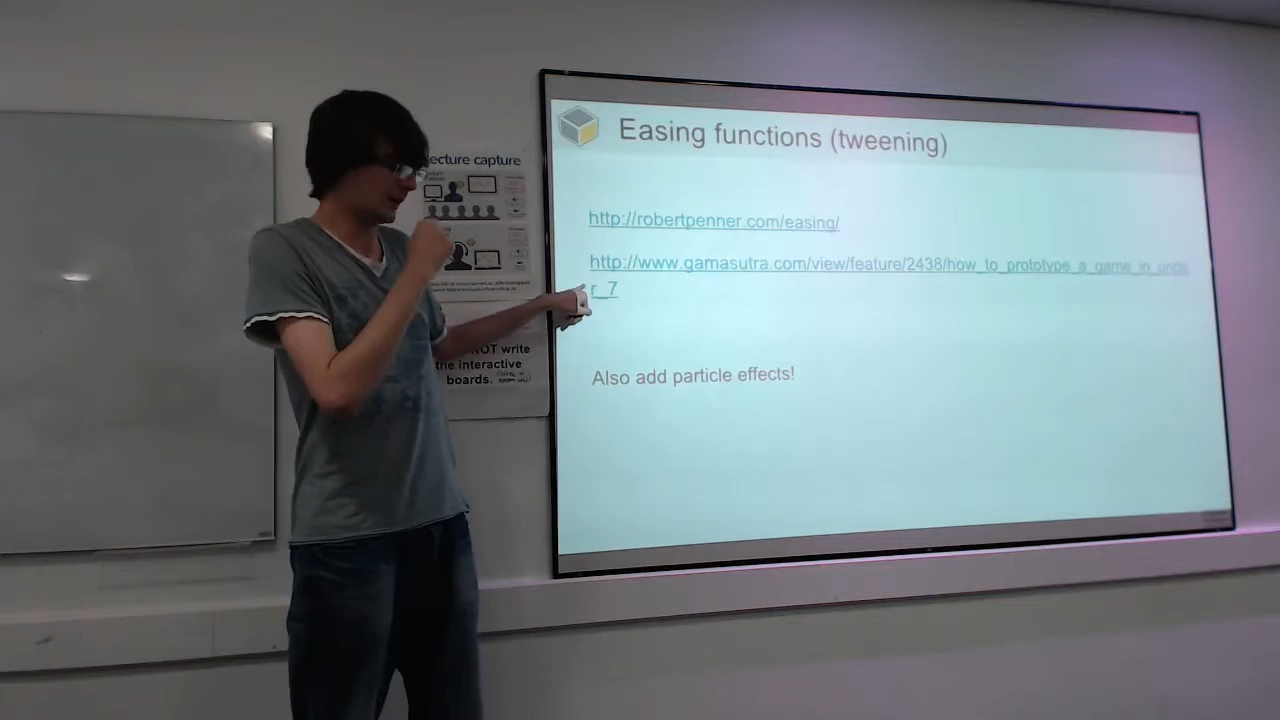 ecture capture
Easing functions (tweening)
http://robertpenner.com/easing/
http://www.gamasutra.com/view/feature/2438/how_to_prototype_a_game_in_unde
r_7
Also add particle effects!
NOT write
the interactive
boards.